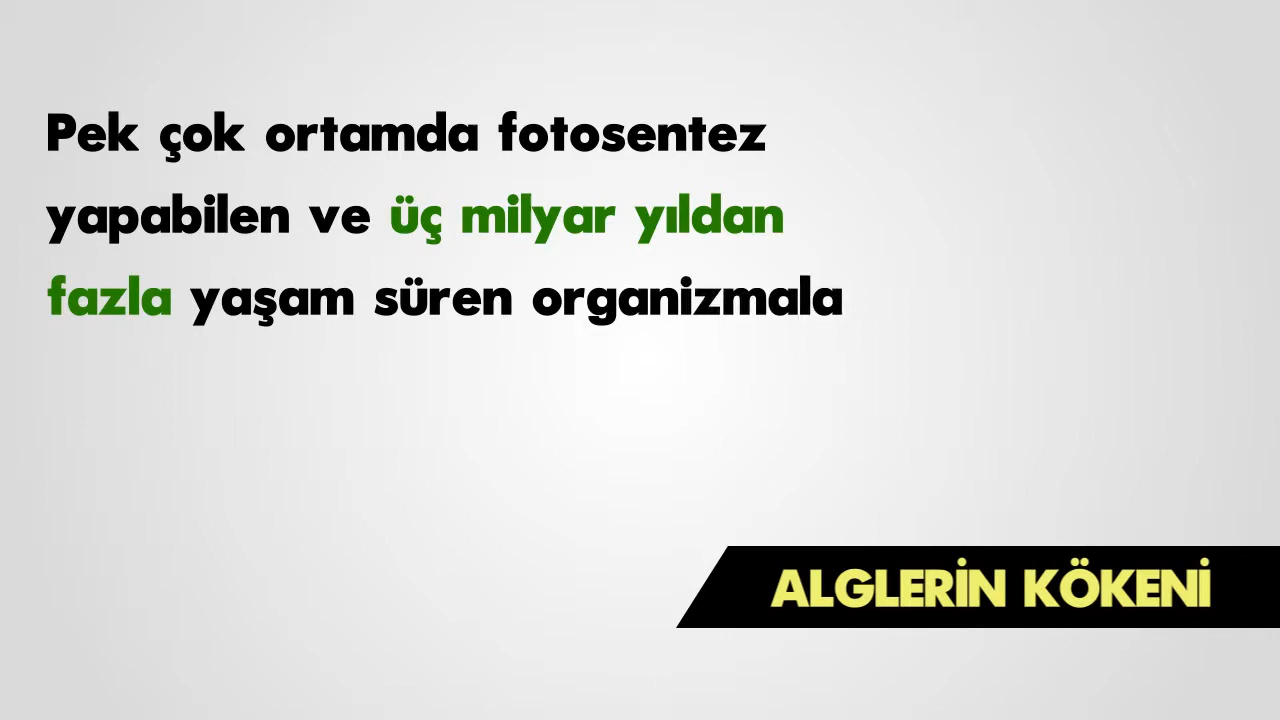 Pek çok ortamda fotosentez
yapabilen ve üç milyar yıldan
fazla yaşam süren organizmala
ALGLERİN KÖKENİ